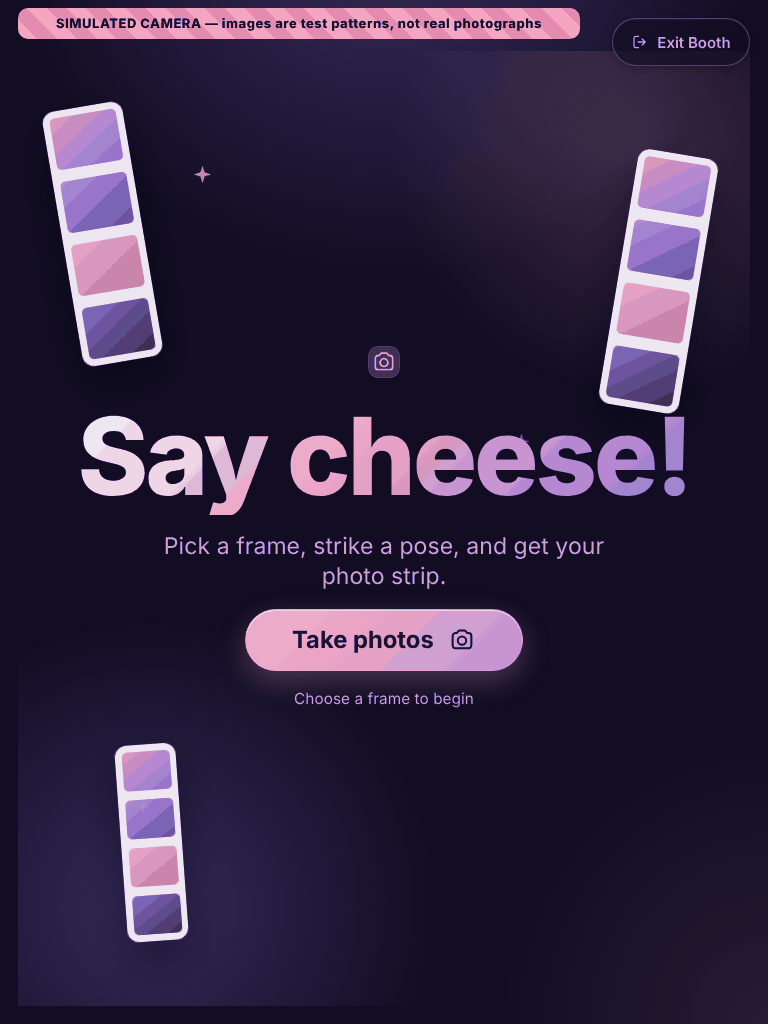 SIMULATED CAMERA — images are test patterns, not real photographs
Exit Booth
Say cheese!
Pick a frame, strike a pose, and get your
photo strip.
Take photos
Choose a frame to begin